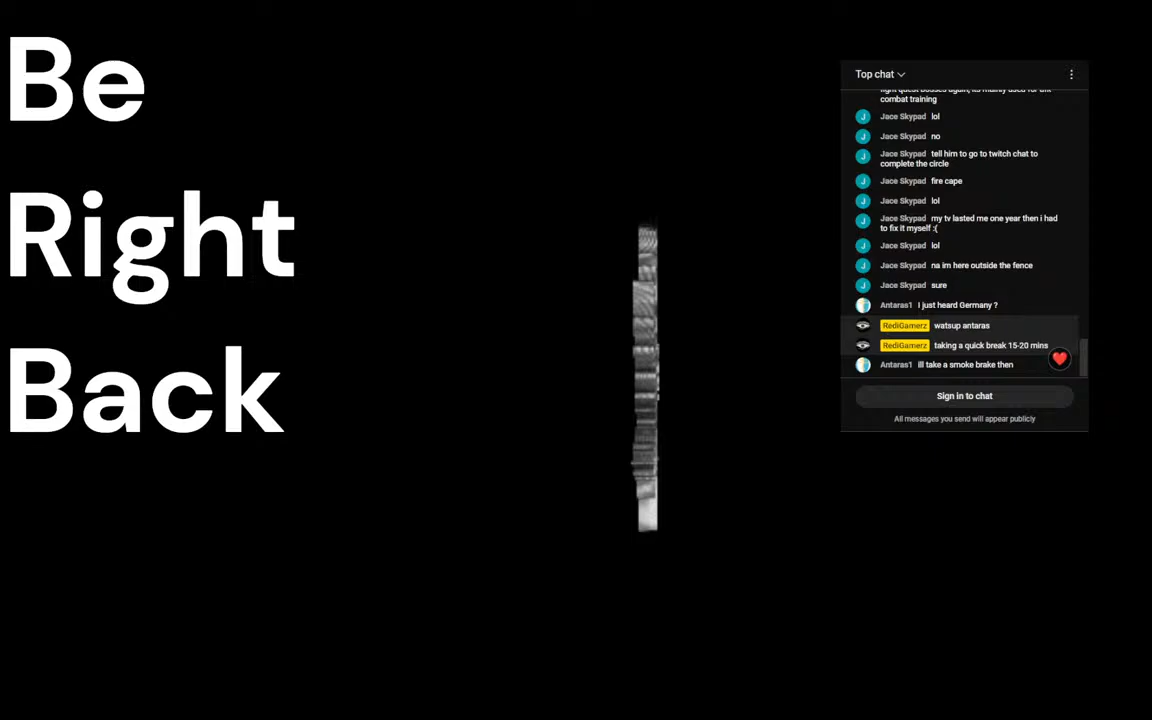 Be
Right
Back
Top chat
combat training
Jace Skypad lol
Jace Skypad no
Jace Skypad tell him to go to twitch chat to
complete the circle
Jace Skypad fire cape
Jace Skypad lol
Jace Skypad my tv lasted me one year then i had
to fix it myself :(
Jace Skypad lol
Jace Skypad na im here outside the fence
Jace Skypad sure
Antaras1 I just heard Germany ?
RediGamerz watsup antaras
RediGamerz taking a quick break 15-20 mins
Antaras1 ill take a smoke brake then
Sign in to chat
All messages you send will appear publicly